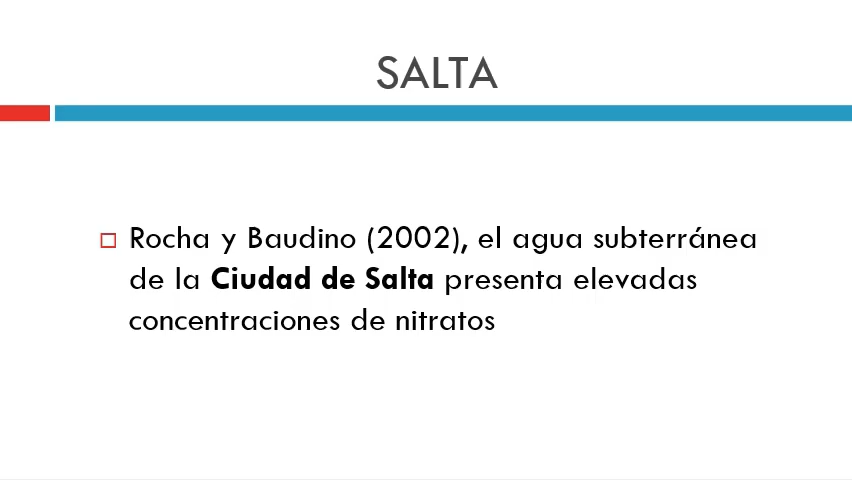 SALTA
Rocha y Baudino (2002), el agua subterránea
de la Ciudad de Salta presenta elevadas
concentraciones de nitratos